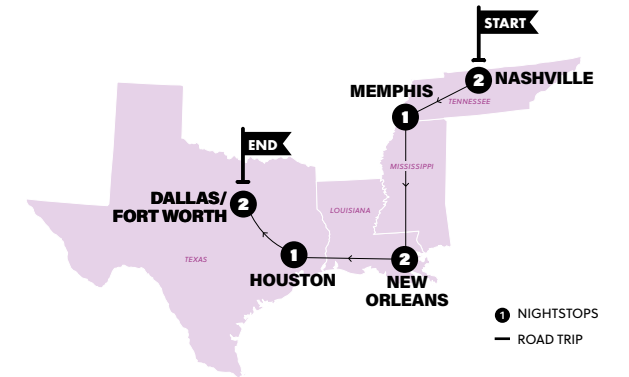 START
2 NASHVILLE
TENNESSEE
MEMPHIS
1
MISSISSIPPI
END
DALLAS/
FORT WORTH
2
LOUISIANA
TEXAS
1
HOUSTON
2
NEW
ORLEANS
1 NIGHTSTOPS
ROAD TRIP